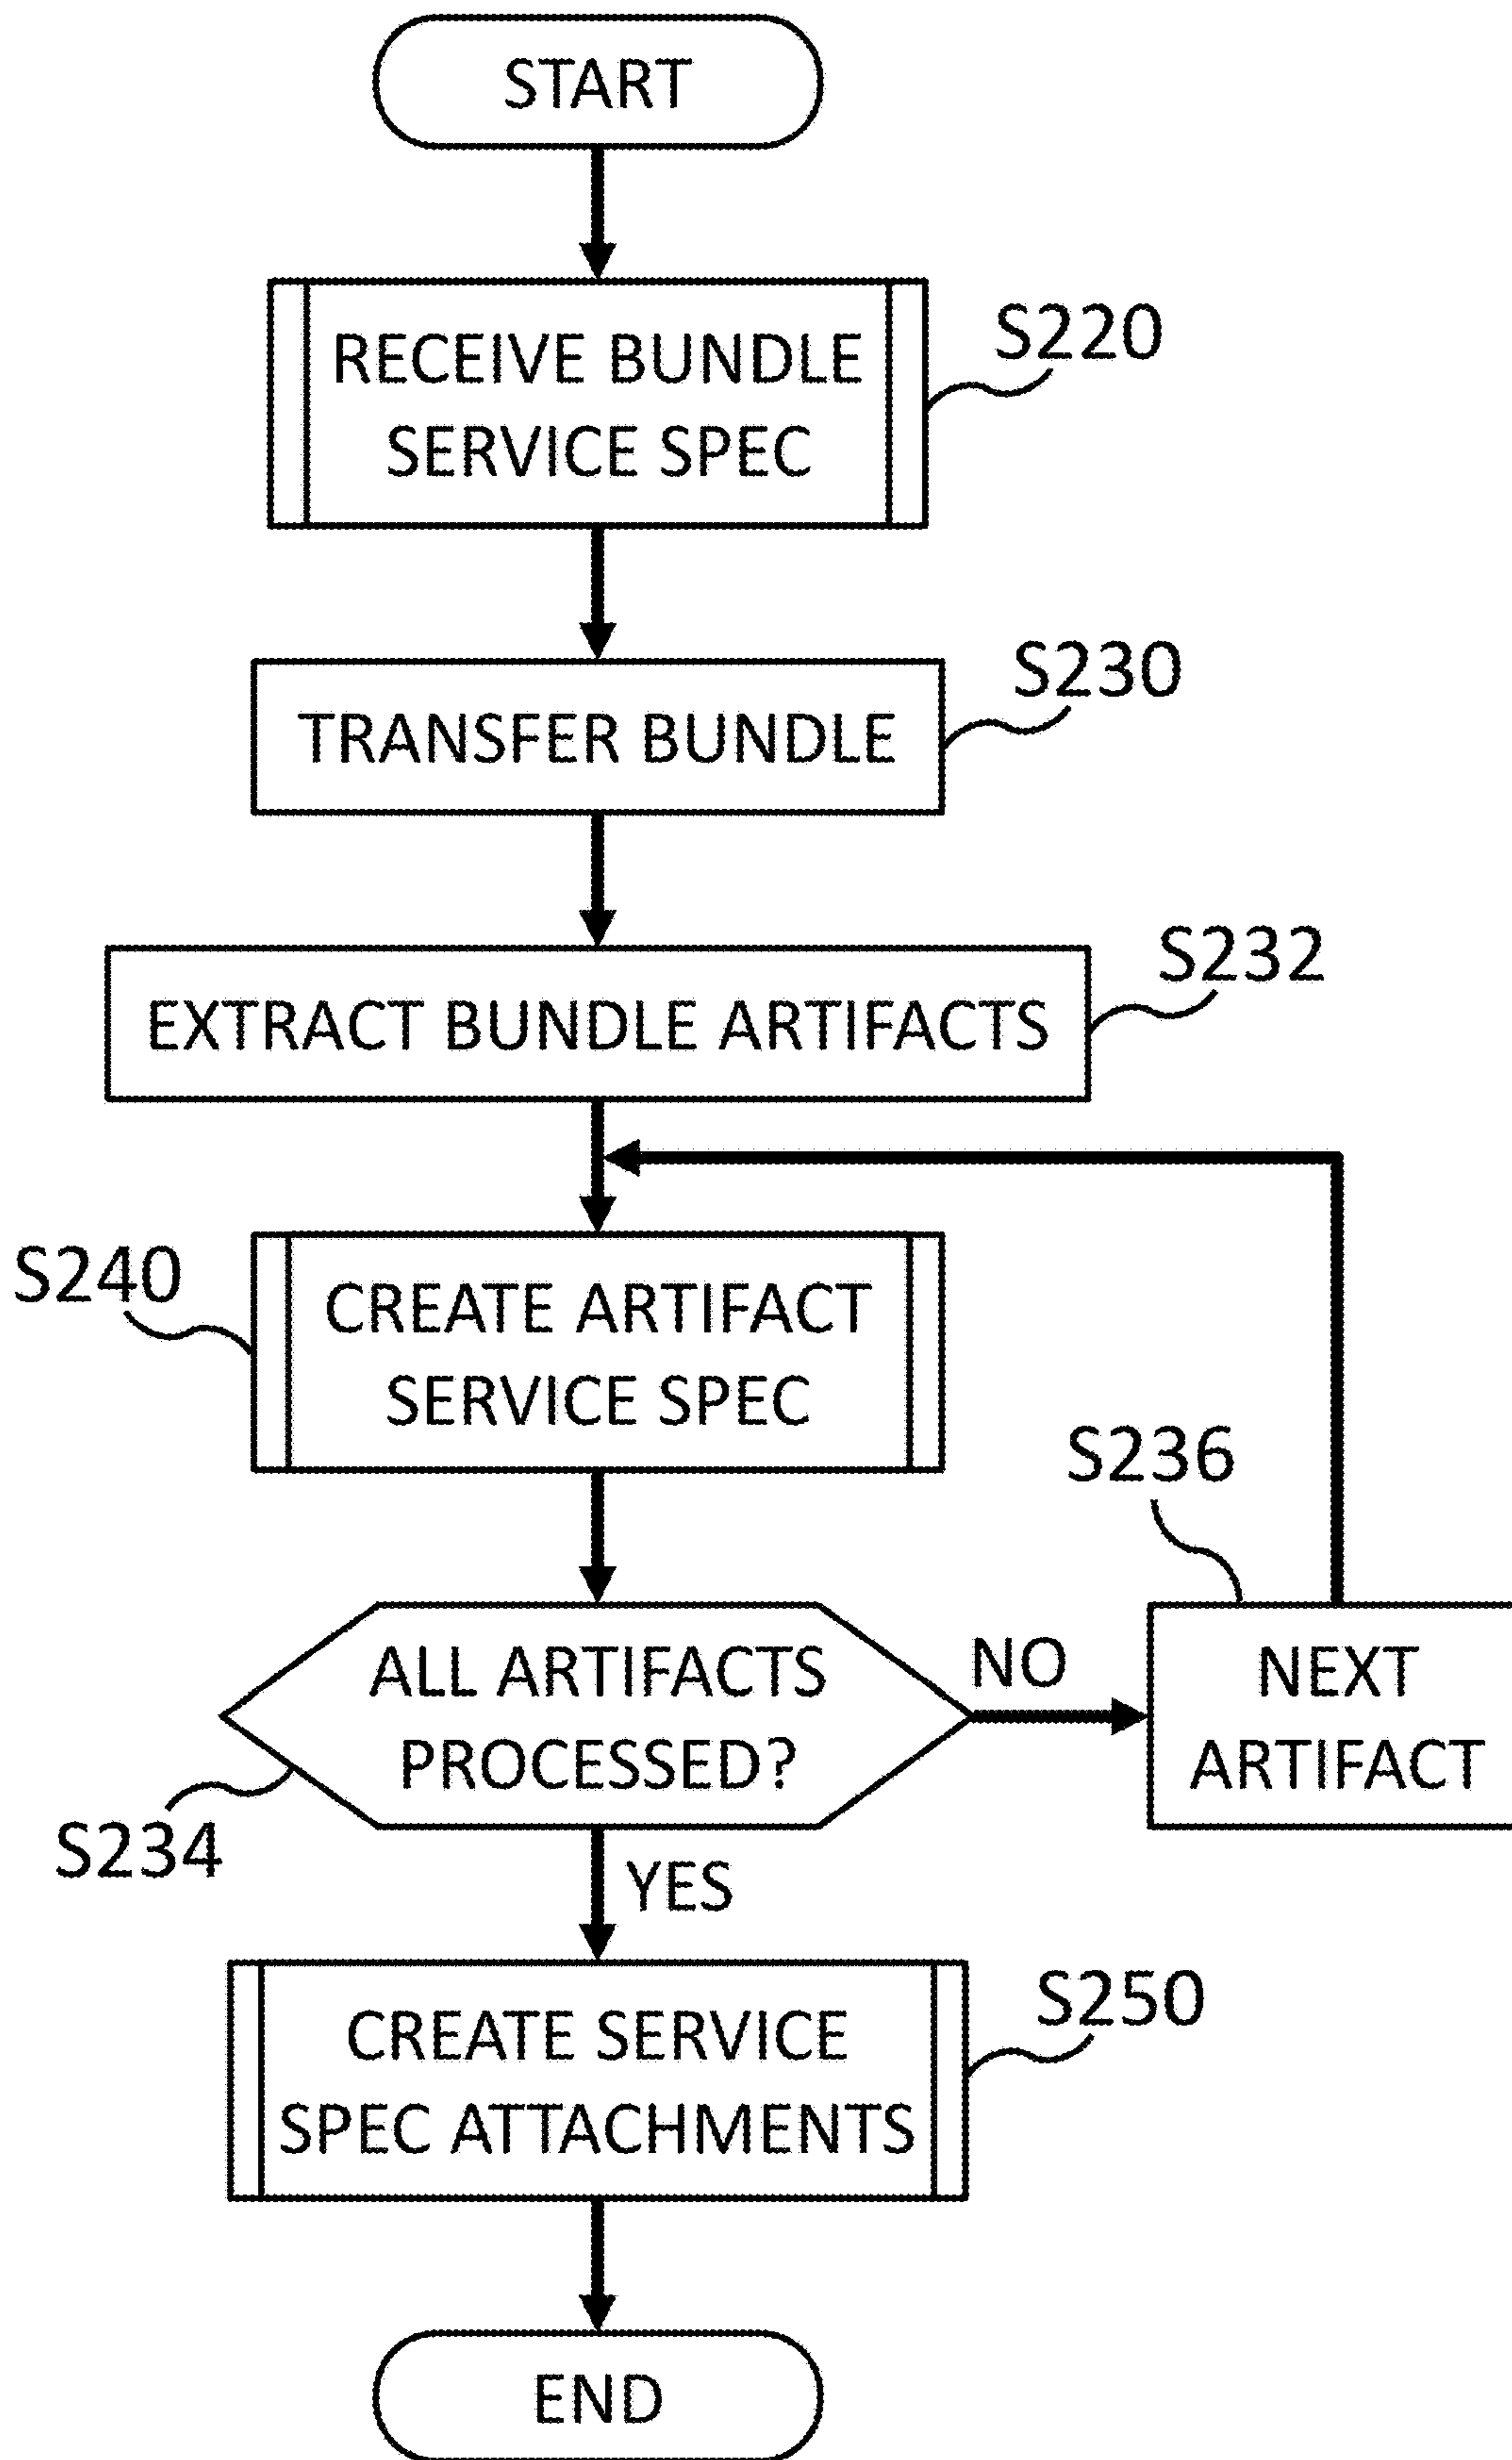 START
RECEIVE BUNDLE
SERVICE SPEC
S220
TRANSFER BUNDLE
S230
EXTRACT BUNDLE ARTIFACTS
S232
S240
CREATE ARTIFACT
SERVICE SPEC
S236
ALL ARTIFACTS
PROCESSED?
S234
NO
NEXT
ARTIFACT
YES
CREATE SERVICE
SPEC ATTACHMENTS
S250
END